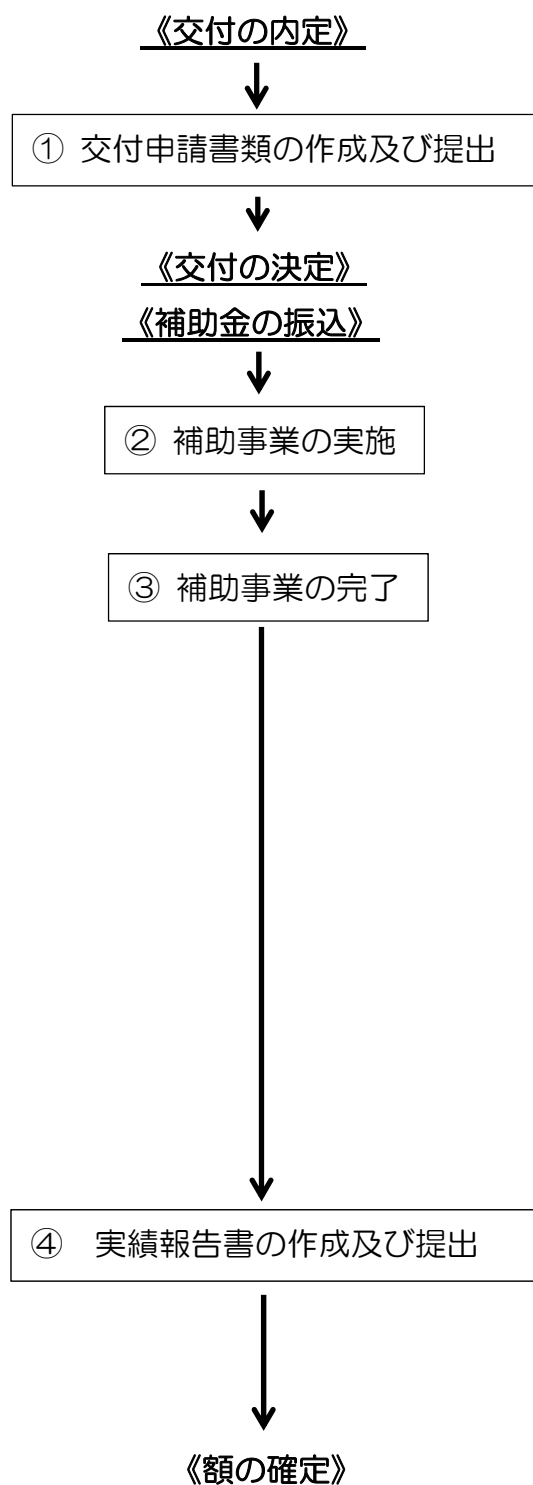 《交付の内定》
① 交付申請書類の作成及び提出
《交付の決定》
《補助金の振込》
② 補助事業の実施
③ 補助事業の完了
④ 実績報告書の作成及び提出
《額の確定》